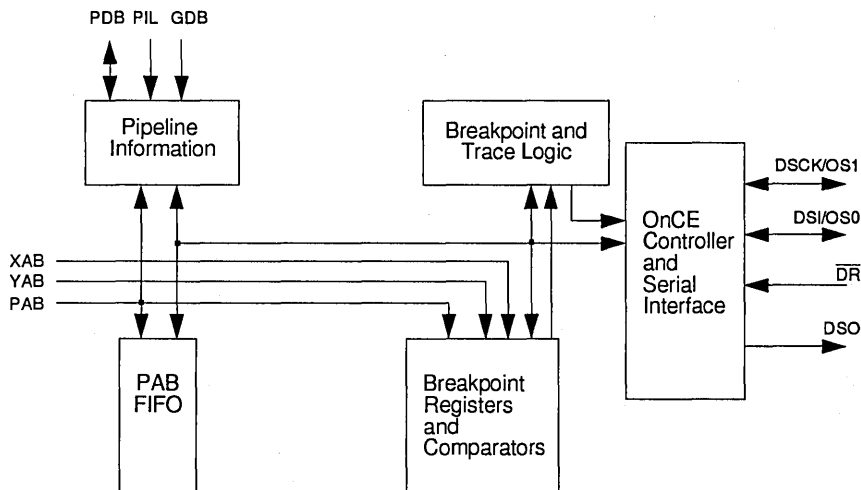 PDB PIL GDB
Pipeline
Information
Breakpoint and
Trace Logic
OnCE
Controller
and
Serial
Interface
DSCK/OS1
DSI/OS0
DR
DSO
XAB
YAB
PAB
PAB
FIFO
Breakpoint
Registers
and
Comparators